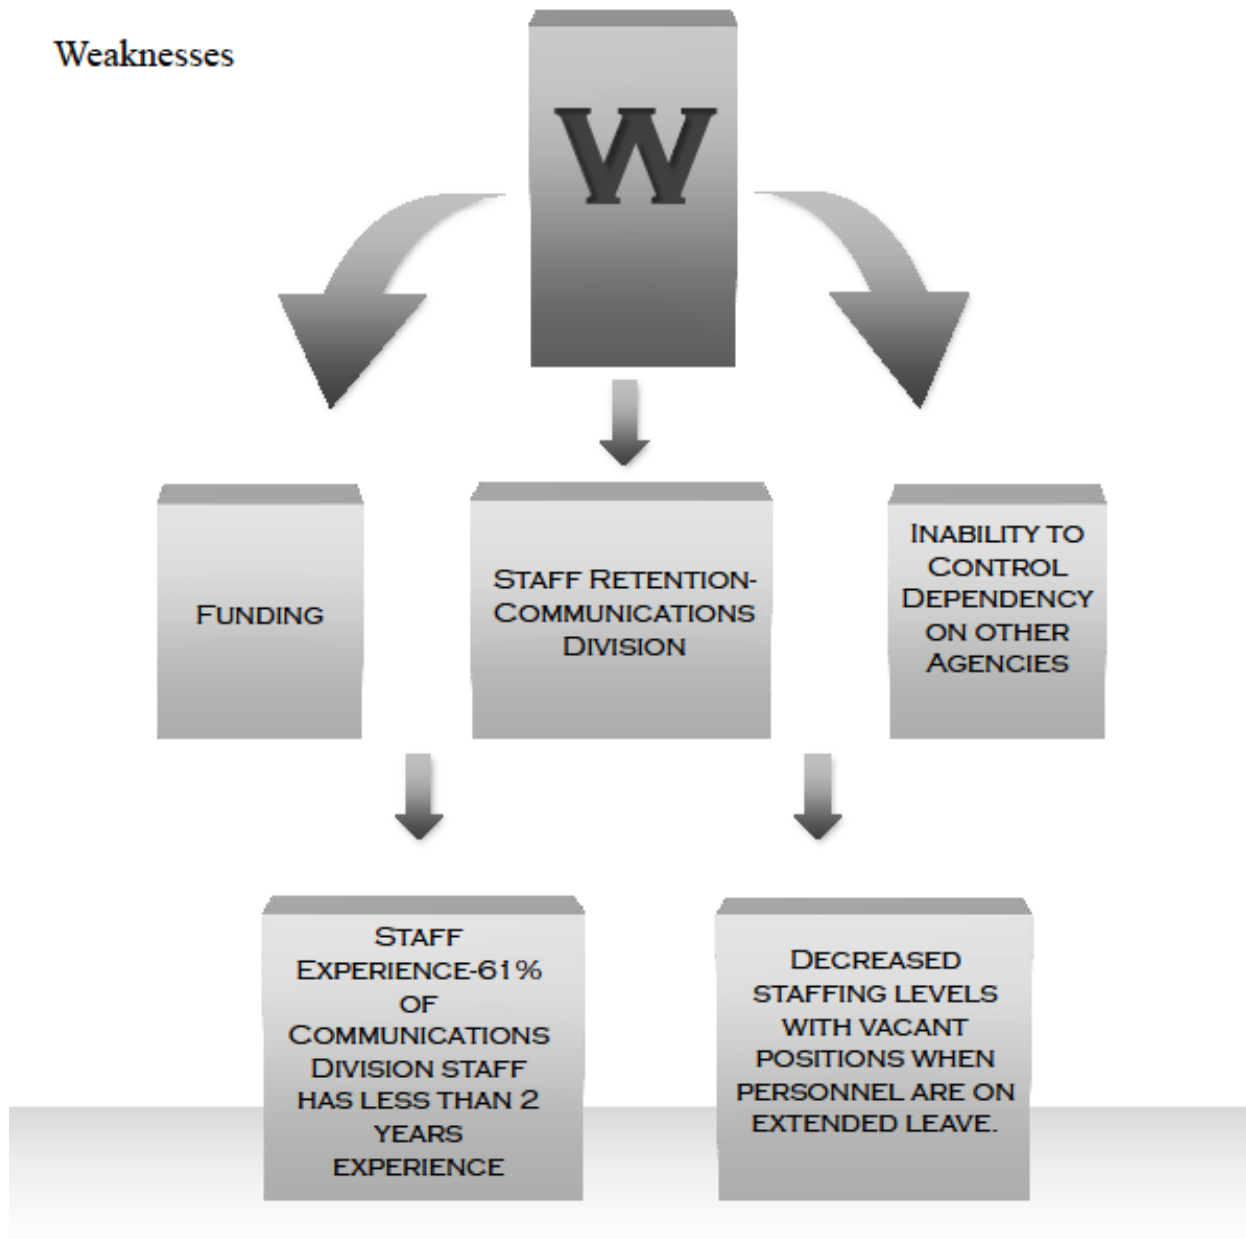 Weaknesses
W
FUNDING
STAFF RETENTION-
COMMUNICATIONS
DIVISION
INABILITY TO
CONTROL
DEPENDENCY
ON OTHER
AGENCIES
STAFF
EXPERIENCE-61%
OF
COMMUNICATIONS
DIVISION STAFF
HAS LESS THAN 2
YEARS
EXPERIENCE
DECREASED
STAFFING LEVELS
WITH VACANT
POSITIONS WHEN
PERSONNEL ARE ON
EXTENDED LEAVE.